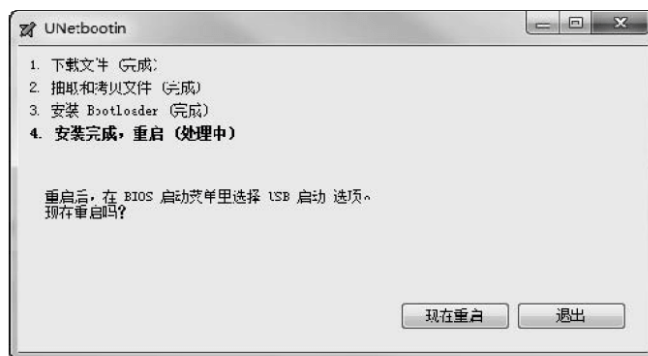 UNetbootin
1. 下载文件 (完成)
2. 抽取和拷贝文件 (完成)
3. 安装 Bootloader (完成)
4. 安装完成，重启 (处理中)
重启后，在 BIOS 启动菜单里选择 USB 启动 选项。
现在重启吗?
现在重启
退出